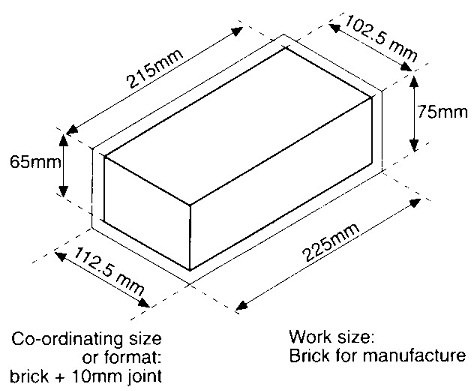 102.5 mm
215mm
75mm
65mm
225mm
112.5 mm
Co-ordinating size
or format:
brick + 10mm joint
Work size:
Brick for manufacture